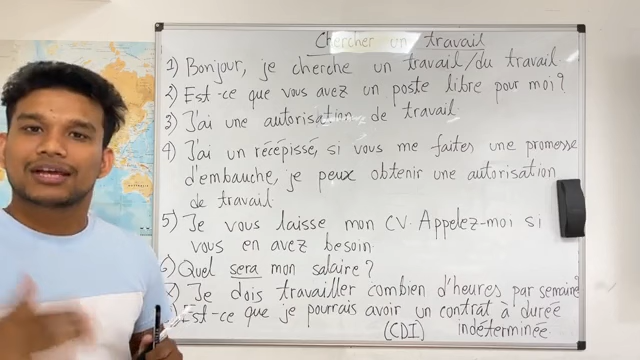 Chercher un travail
1) Bonjour, je cherche un travail/du travail
2) Est-ce que vous avez un poste libre pour moi?
3) J'ai une autorisation de travail.
4) J'ai un récépissé, si vous me faites une promesse
d'embauche, je peux obtenir une autorisation
de travail.
5) Je vous laisse mon CV. Appelez-moi si
vous en avez besoin.
6) Quel sera mon salaire?
7) Je dois travailler combien d'heures par semaine?
Est-ce que je pourrais avoir un contrat à durée
(CDI) indéterminée
AUSTRALIA